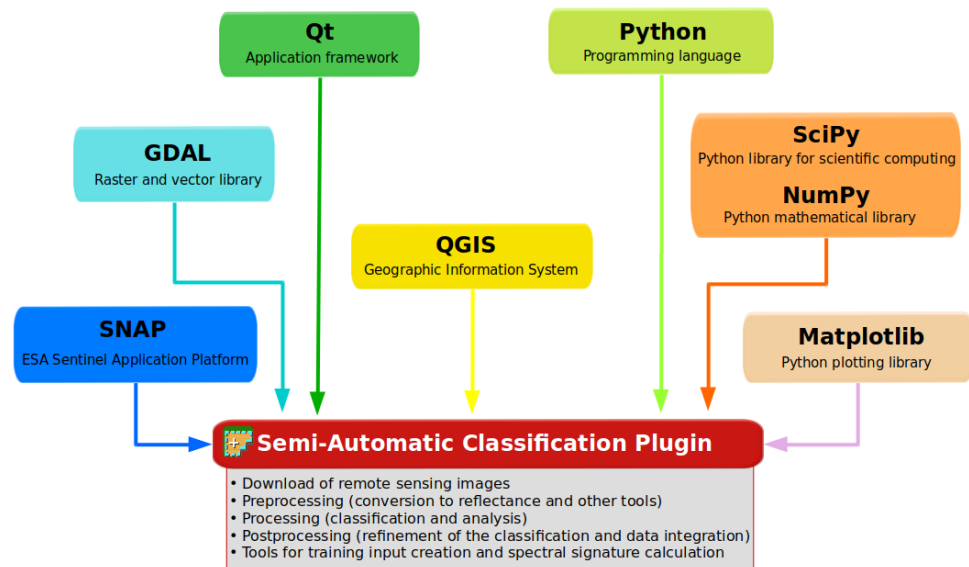 Qt
Application framework
Python
Programming language
GDAL
Raster and vector library
SciPy
Python library for scientific computing
NumPy
Python mathematical library
QGIS
Geographic Information System
SNAP
ESA Sentinel Application Platform
Matplotlib
Python plotting library
Semi-Automatic Classification Plugin
• Download of remote sensing images
• Preprocessing (conversion to reflectance and other tools)
• Processing (classification and analysis)
• Postprocessing (refinement of the classification and data integration)
• Tools for training input creation and spectral signature calculation